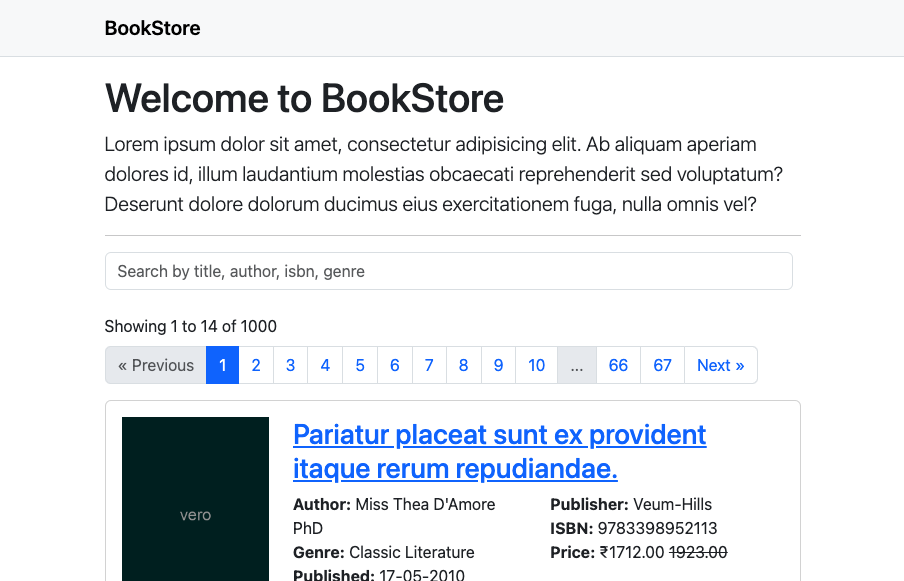 BookStore
Welcome to BookStore
Lorem ipsum dolor sit amet, consectetur adipisicing elit. Ab aliquam aperiam
dolores id, illum laudantium molestias obcaecati reprehenderit sed voluptatum?
Deserunt dolore dolorum ducimus eius exercitationem fuga, nulla omnis vel?
Search by title, author, isbn, genre
Showing 1 to 14 of 1000
« Previous 1 2 3 4 5 6 7 8 9 10 ... 66 67 Next »
vero
Pariatur placeat sunt ex provident
itaque rerum repudiandae.
Author: Miss Thea D'Amore
PhD
Genre: Classic Literature
Published: 17-05-2010
Publisher: Veum-Hills
ISBN: 9783398952113
Price: ₹1712.00 1923.00